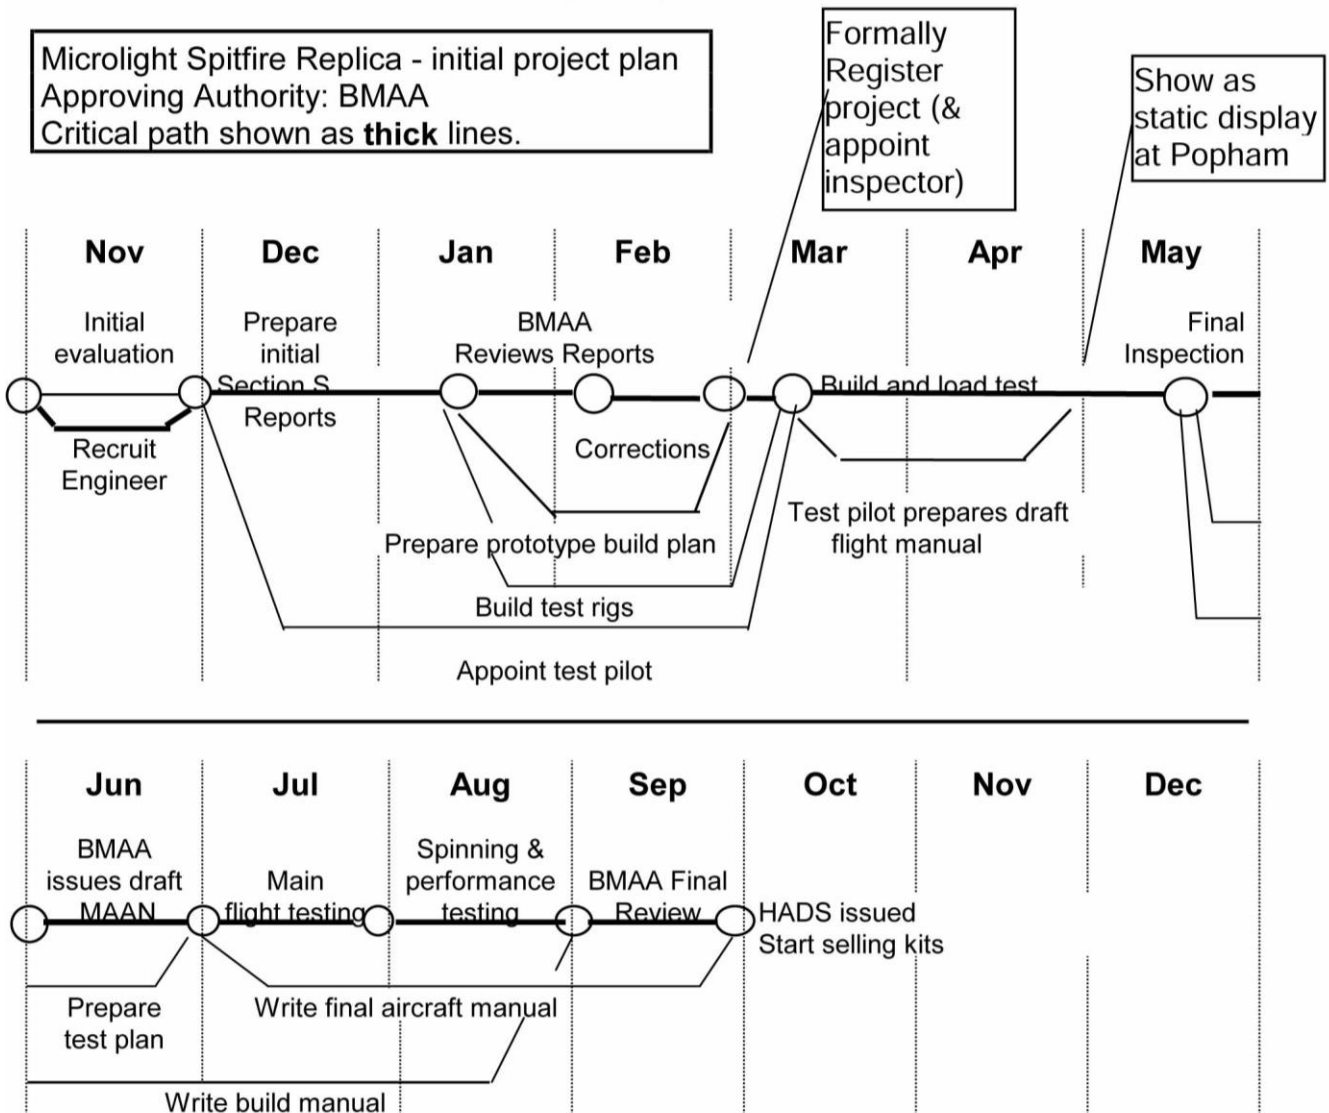 Microlight Spitfire Replica - initial project plan
Approving Authority: BMAA
Critical path shown as thick lines.
Formally
Register
project (&
appoint
inspector)
Show as
static display
at Popham
Nov
Dec
Jan
Feb
Mar
Apr
May
Initial
evaluation
Prepare
initial
Section S
Reports
BMAA
Reviews Reports
Build and load test
Final
Inspection
Recruit
Engineer
Corrections
Prepare prototype build plan
Test pilot prepares draft
flight manual
Build test rigs
Appoint test pilot
Jun
Jul
Aug
Sep
Oct
Nov
Dec
BMAA
issues draft
MAAN
Main
flight testing
Spinning &
performance
testing
BMAA Final
Review
HADS issued
Start selling kits
Prepare
test plan
Write final aircraft manual
Write build manual